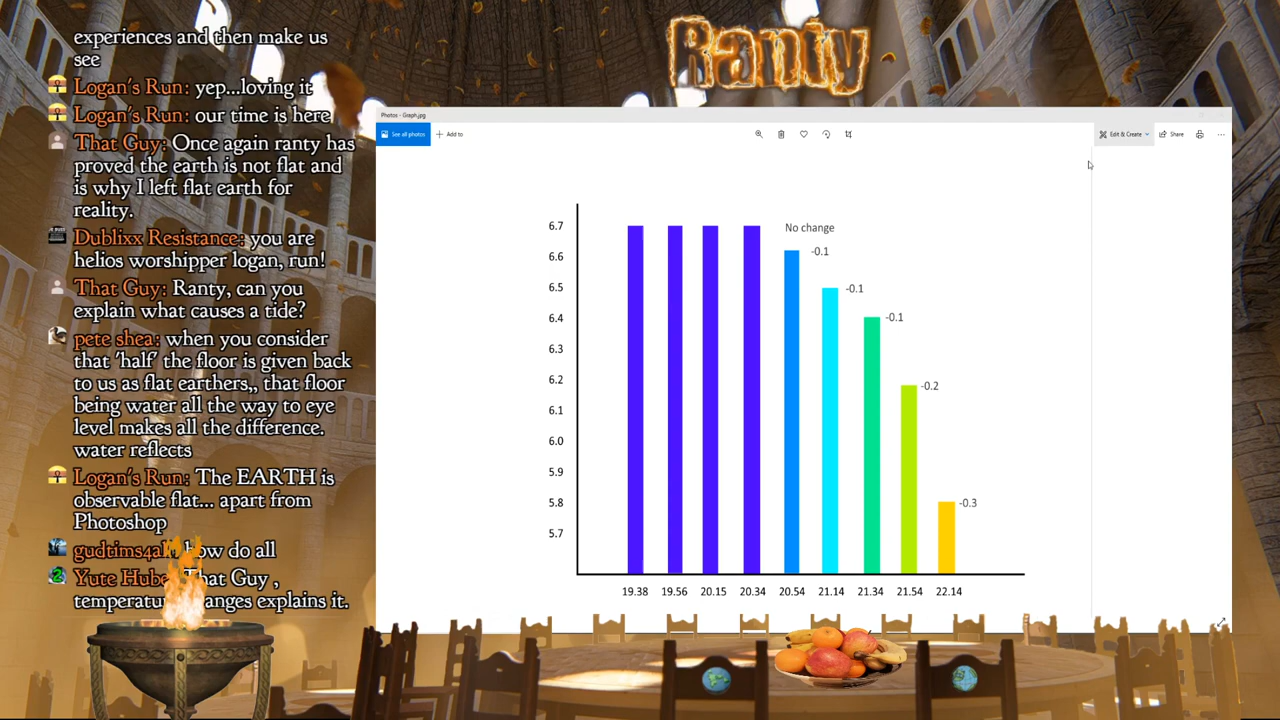 experiences and then make us
see
Logan's Run: yep...loving it
Logan's Run: our time is here
That Guy: Once again ranty has
proved the earth is not flat and
is why I left flat earth for
reality.
Dublixx Resistance: you are
helios worshipper logan, run!
That Guy: Ranty, can you
explain what causes a tide?
pete shea: when you consider
that 'half' the floor is given back
to us as flat earthers,, that floor
being water all the way to eye
level makes all the difference.
water reflects
Logan's Run: The EARTH is
observable flat... apart from
Photoshop
gudtims4all how do all
Yute Hube That Guy ,
explains it.
Ranty
Photos - Graph.jpg
See all photos
Add to
Edit & Create
Share
6.7
6.6
6.5
6.4
6.3
6.2
6.1
6.0
5.9
5.8
5.7
No change
-0.1
-0.1
-0.1
-0.2
-0.3
19.38 19.56 20.15 20.34 20.54 21.14 21.34 21.54 22.14